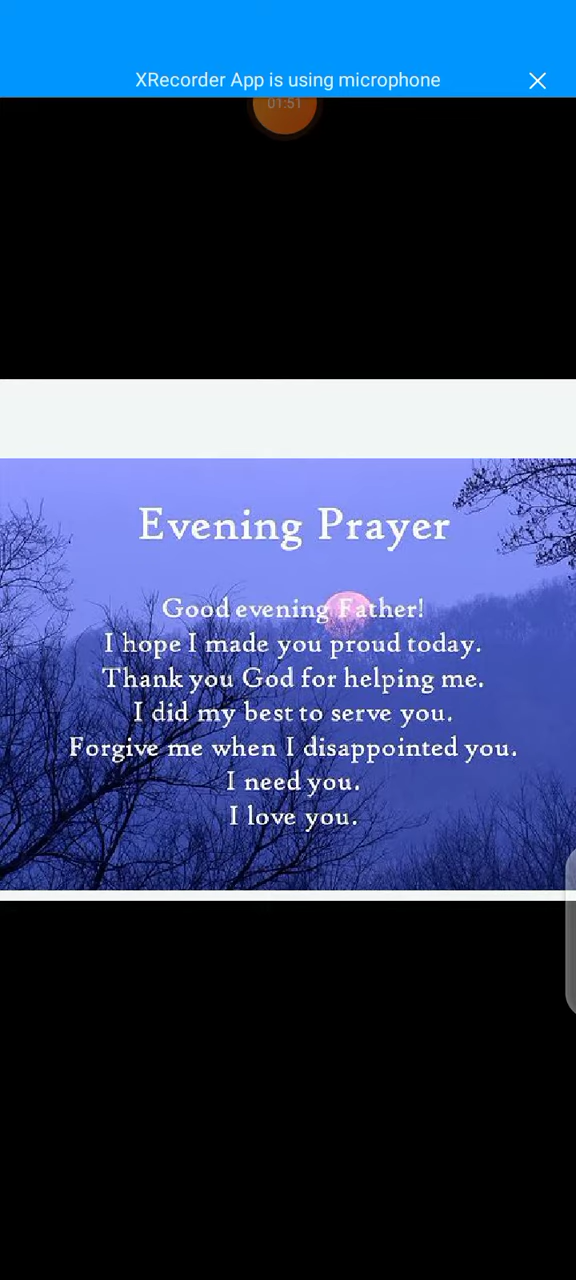 XRecorder App is using microphone
01:51
Evening Prayer
Good evening Father!
I hope I made you proud today.
Thank you God for helping me.
I did my best to serve you.
Forgive me when I disappointed you.
I need you.
I love you.